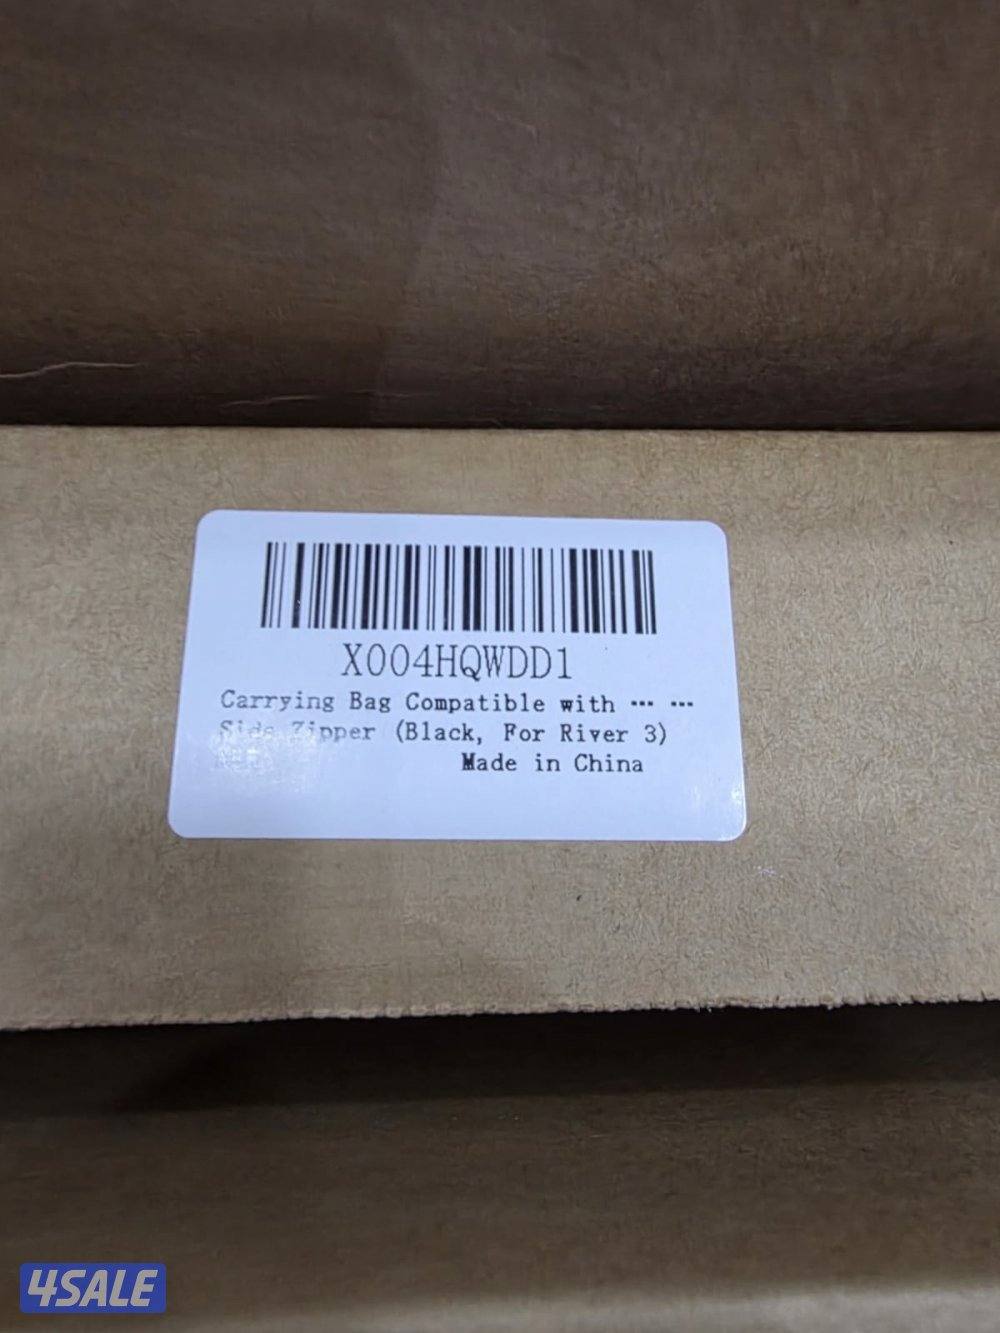 X004HQWDD1
Carrying Bag Compatible with ... ...
Side Zipper (Black, For River 3)
Made in China
4SALE